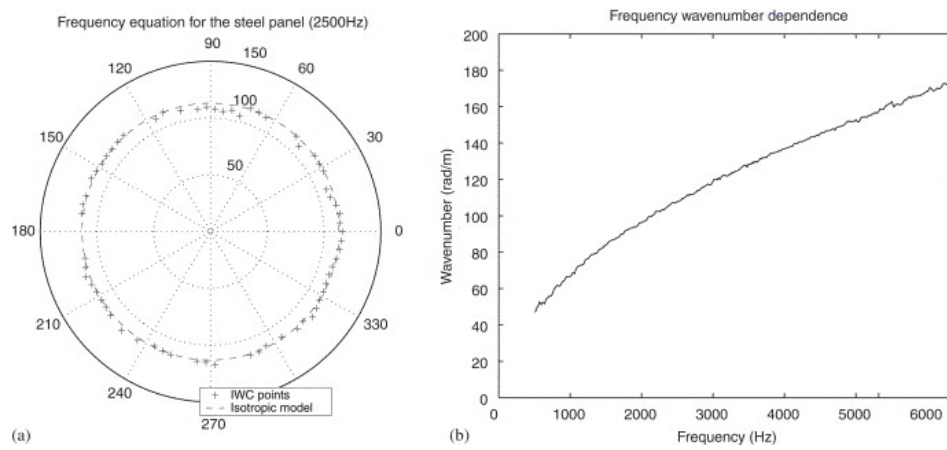 Frequency equation for the steel panel (2500Hz)
90
120
150
60
100
150
30
50
180
0
210
330
240
270
+ IWC points
-- Isotropic model
(a)
Frequency wavenumber dependence
Wavenumber (rad/m)
200
180
160
140
120
100
80
60
40
20
0
0 1000 2000 3000 4000 5000 6000
Frequency (Hz)
(b)